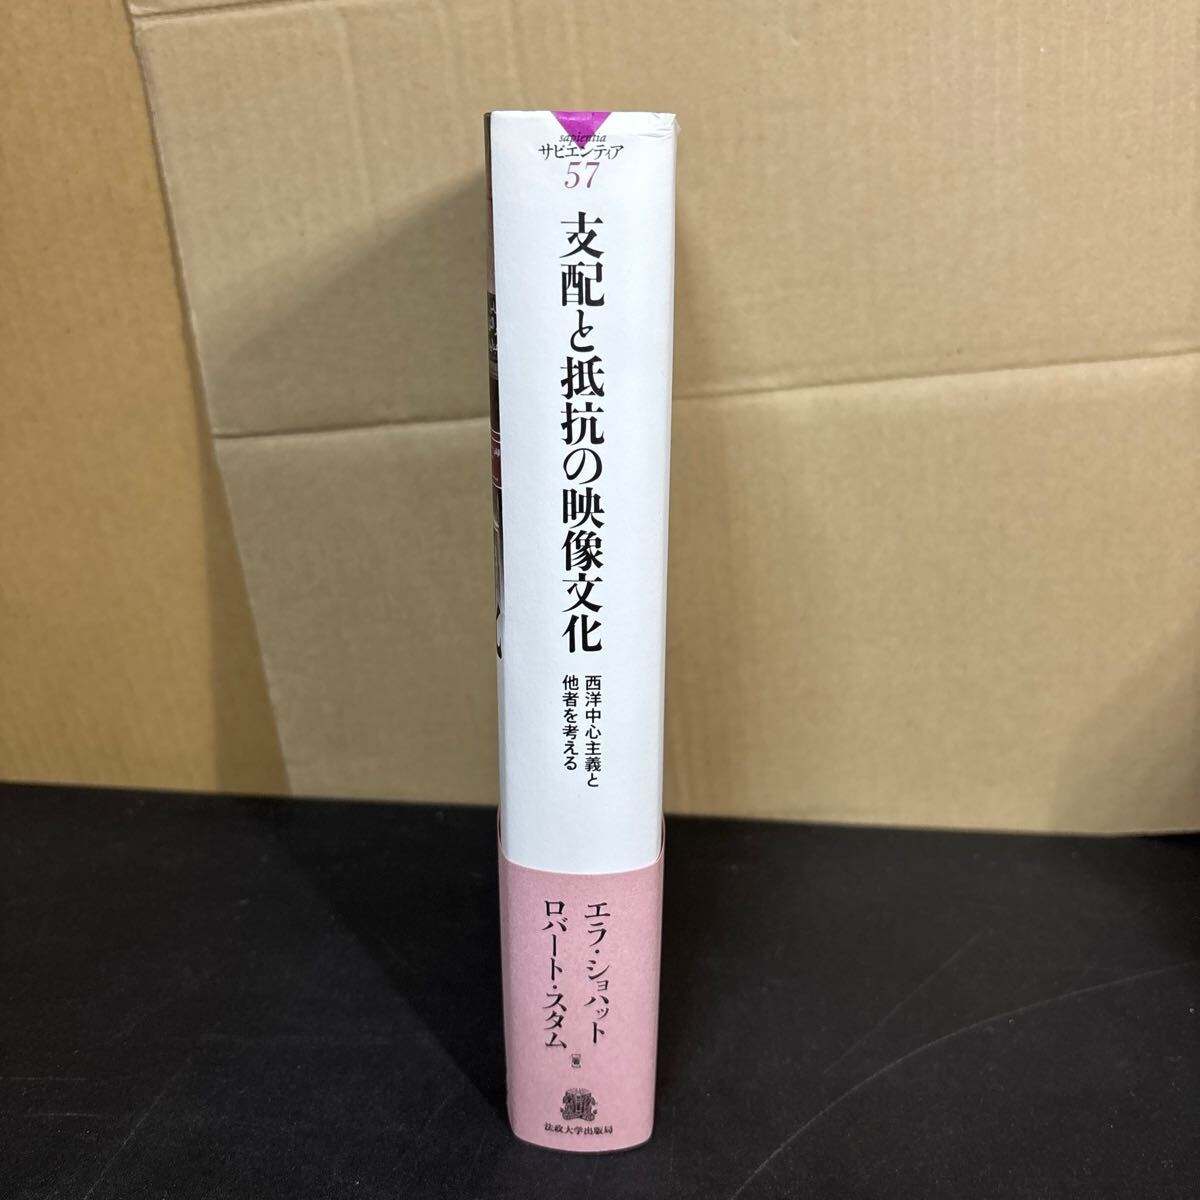 sapientia
サピエンティア
57
支配と抵抗の映像文化
西洋中心主義と
他者を考える
エラ・ショハット
ロバート・スタム
[著]
法政大学出版局